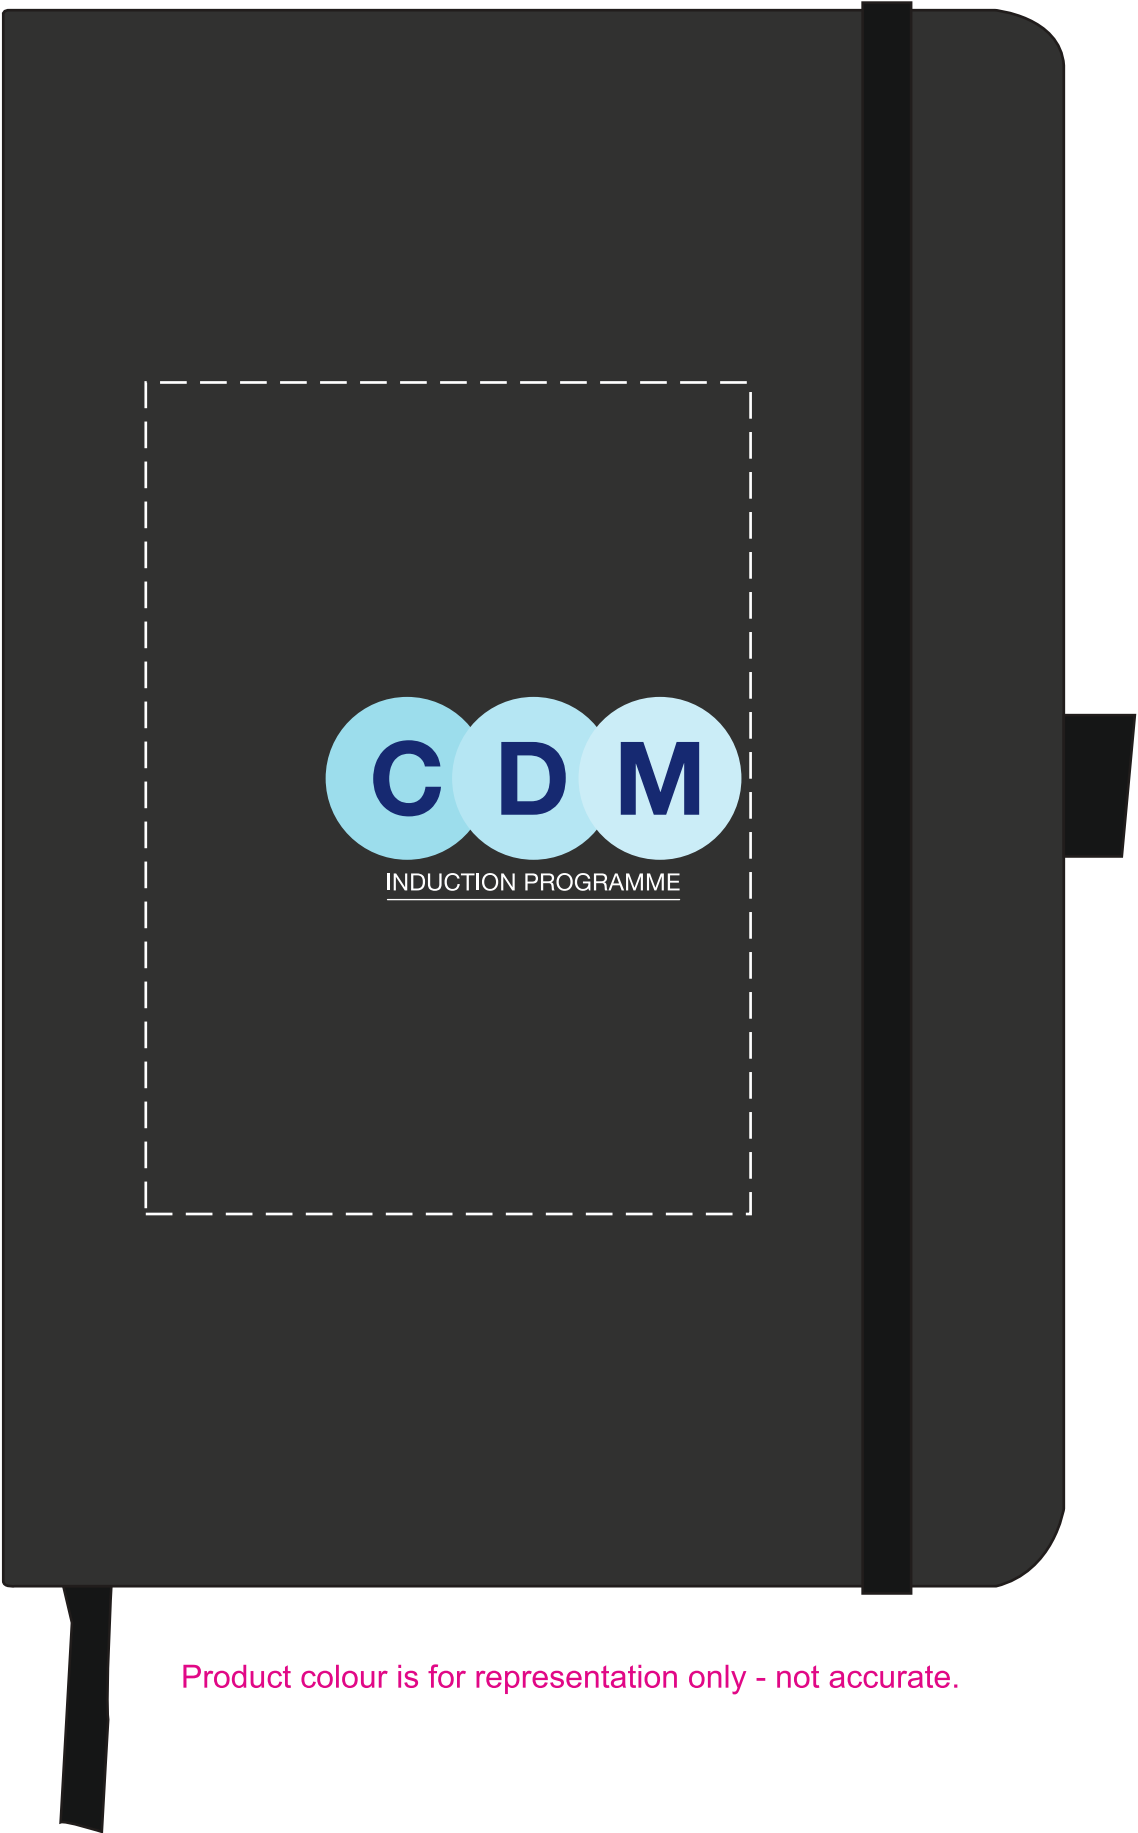 C D M
INDUCTION PROGRAMME
Product colour is for representation only - not accurate.